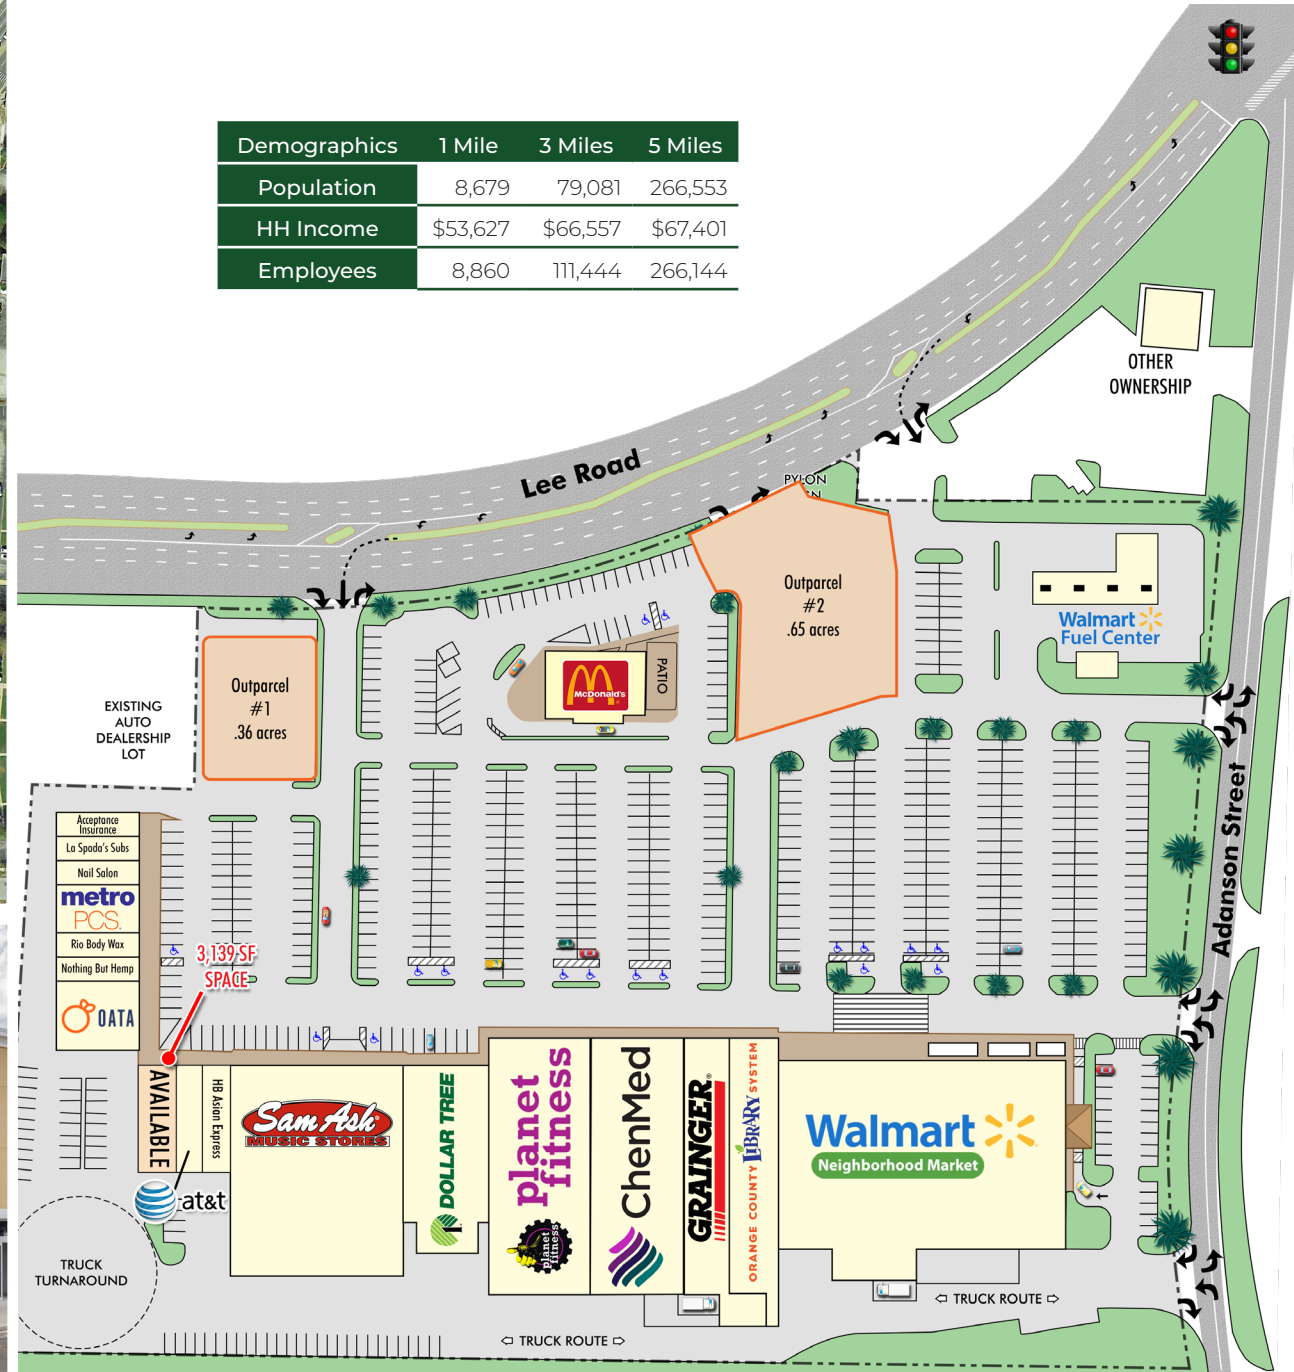 Demographics 1 Mile 3 Miles 5 Miles
Population 8,679 79,081 266,553
HH Income $53,627 $66,557 $67,401
Employees 8,860 111,444 266,144
OTHER
OWNERSHIP
Lee Road
PYLON
Outparcel
#2
.65 acres
Walmart
Fuel Center
Outparcel
#1
.36 acres
McDonald's
PATIO
EXISTING
AUTO
DEALERSHIP
LOT
Adanson Street
Acceptance
Insurance
La Spada's Subs
Nail Salon
metro
PCS.
Rio Body Wax
Nothing But Hemp
OATA
3,139 SF
SPACE
AVAILABLE
HB Asian Express
at&t
Sam Ash
MUSIC STORES
DOLLAR TREE
planet
fitness
planet
fitness
ChenMed
GRAINGER
ORANGE COUNTY LIBRARY SYSTEM
Walmart
Neighborhood Market
TRUCK
TURNAROUND
TRUCK ROUTE
TRUCK ROUTE